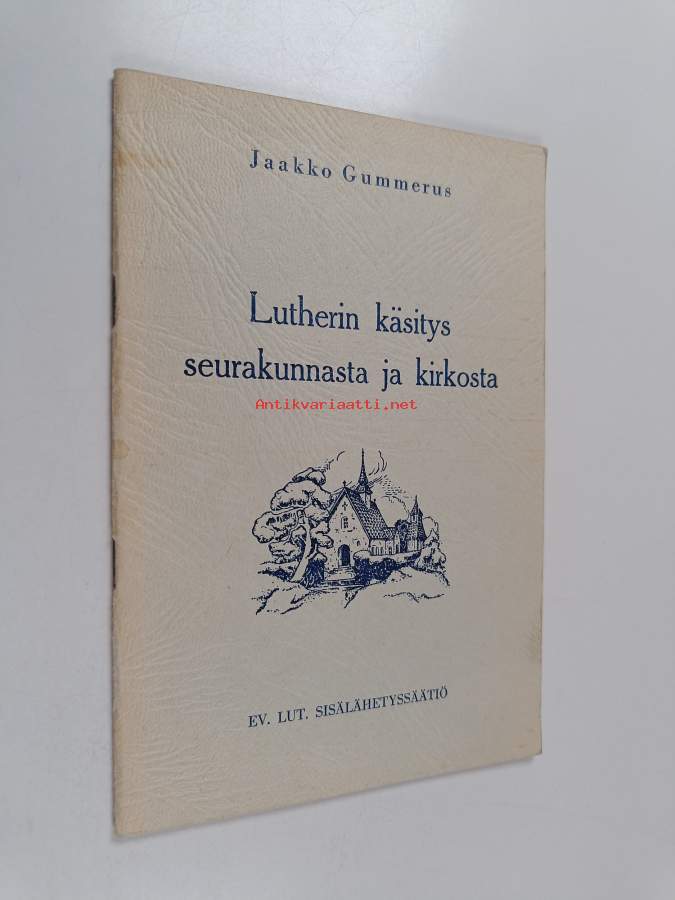 Jaakko Gummerus
Lutherin käsitys
seurakunnasta ja kirkosta
Antikvariaatti.net
EV. LUT. SISÄLÄHETYSSÄÄTIÖ